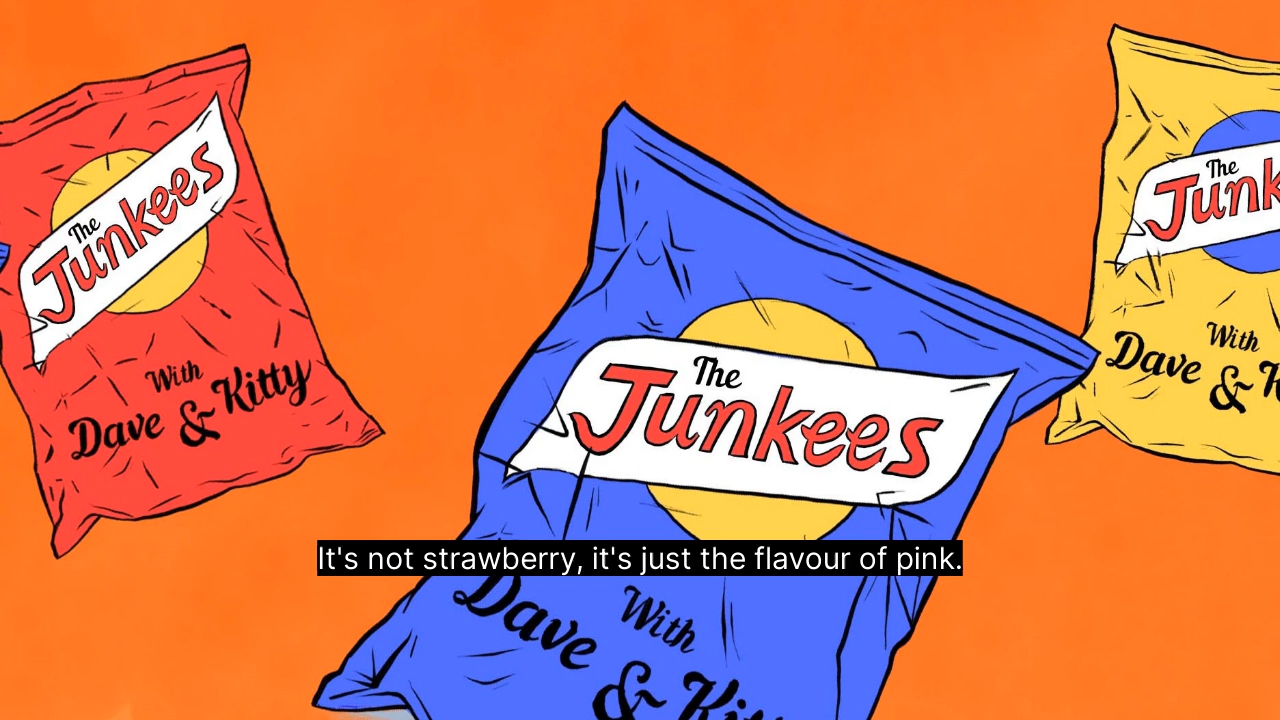 The
Junkees
With
Dave & Kitty
The
Junkees
With
Dave &
The
Junk
With
Dave &
It's not strawberry, it's just the flavour of pink.